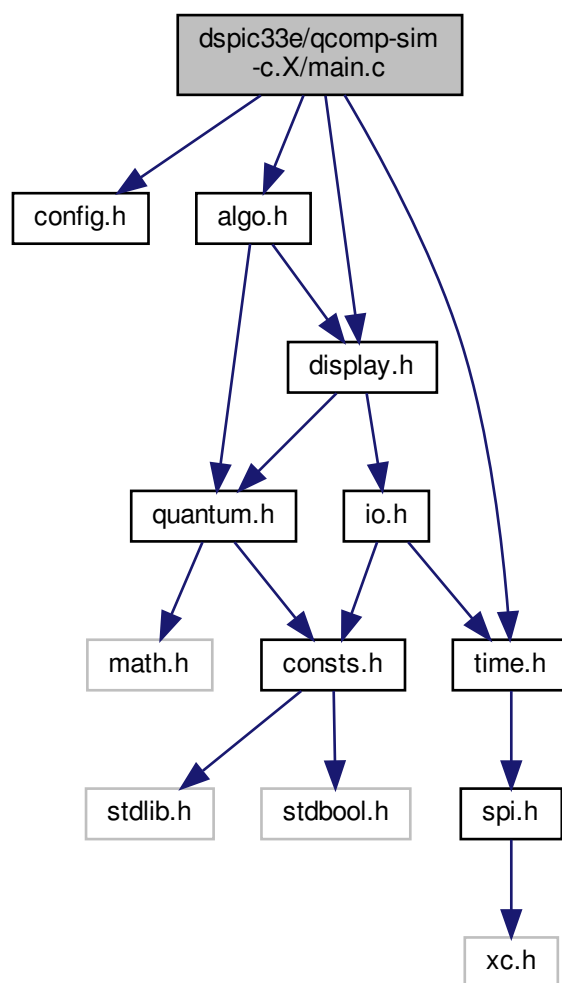 dspic33e/qcomp-sim
-c.X/main.c
config.h
algo.h
display.h
quantum.h
io.h
math.h
consts.h
time.h
stdlib.h
stdbool.h
spi.h
xc.h